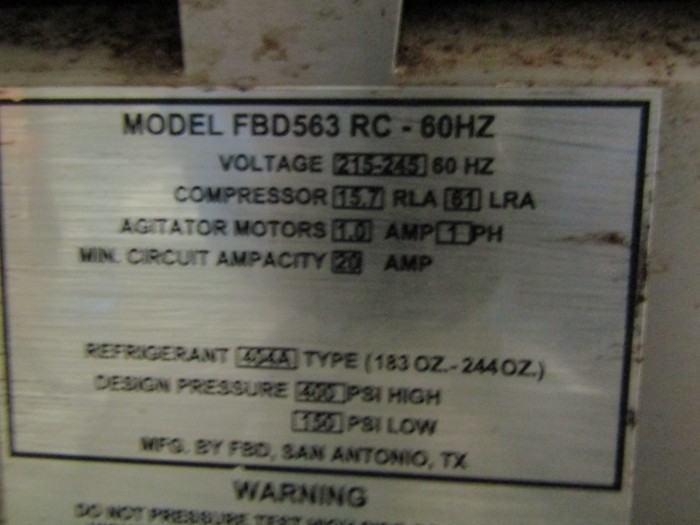 MODEL FBD563 RC - 60HZ
VOLTAGE 215-245 60 HZ
COMPRESSOR 15.7 RLA 61 LRA
AGITATOR MOTORS 1.0 AMP 1 PH
MIN. CIRCUIT AMPACITY 20 AMP
REFRIGERANT 404A TYPE (183 OZ.-244 OZ.)
DESIGN PRESSURE 400 PSI HIGH
150 PSI LOW
MFG. BY FBD, SAN ANTONIO, TX
WARNING
DO NOT PRESSURE TEST